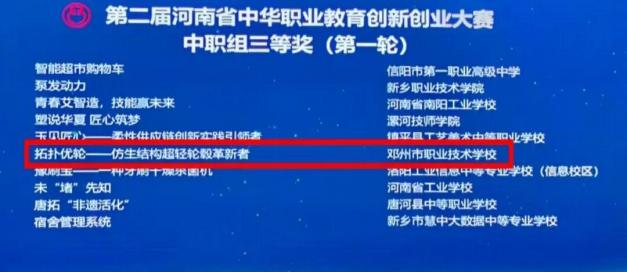 第二届河南省中华职业教育创新创业大赛
中职组三等奖（第一轮）
智能超市购物车 信阳市第一职业高级中学
泵发动力 新乡职业技术学院
青春艾智造，技能赢未来 河南省南阳工业学校
塑说华夏 匠心筑梦 漯河技师学院
玉见匠心——柔性供应链创新实践引领者 镇平县工艺美术中等职业学校
拓扑优轮——仿生结构超轻轮毂革新者 邓州市职业技术学校
豫刷宝——一种牙刷干燥杀菌机 洛阳工业信息中等专业学校（信息校区）
未“堵”先知 河南省工业学校
唐拓“非遗活化” 唐河县中等职业学校
宿舍管理系统 新乡市慧中大数据中等专业学校